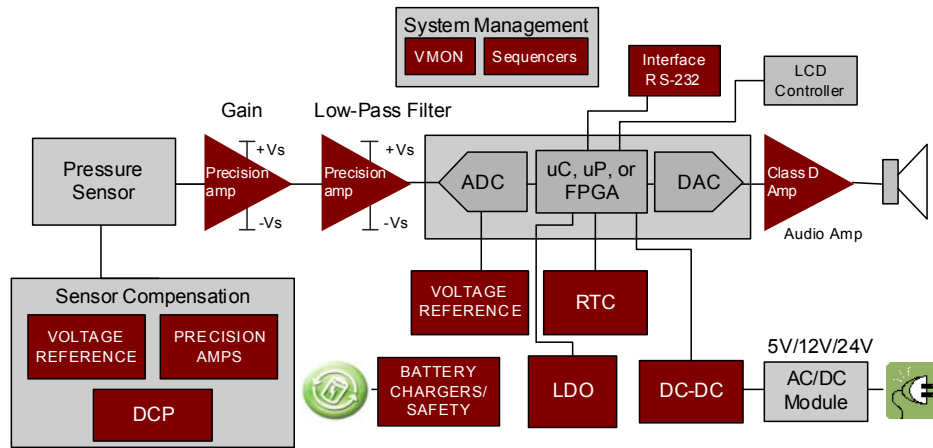 System Management
VMON
Sequencers
Interface
RS-232
LCD
Controller
Gain
Low-Pass Filter
+Vs
+Vs
Pressure
Sensor
Precision
amp
Precision
amp
-Vs
-Vs
ADC
uC, uP, or
FPGA
DAC
Class D
Amp
Audio Amp
Sensor Compensation
VOLTAGE
REFERENCE
PRECISION
AMPS
DCP
VOLTAGE
REFERENCE
RTC
BATTERY
CHARGERS/
SAFETY
LDO
DC-DC
5V/12V/24V
AC/DC
Module